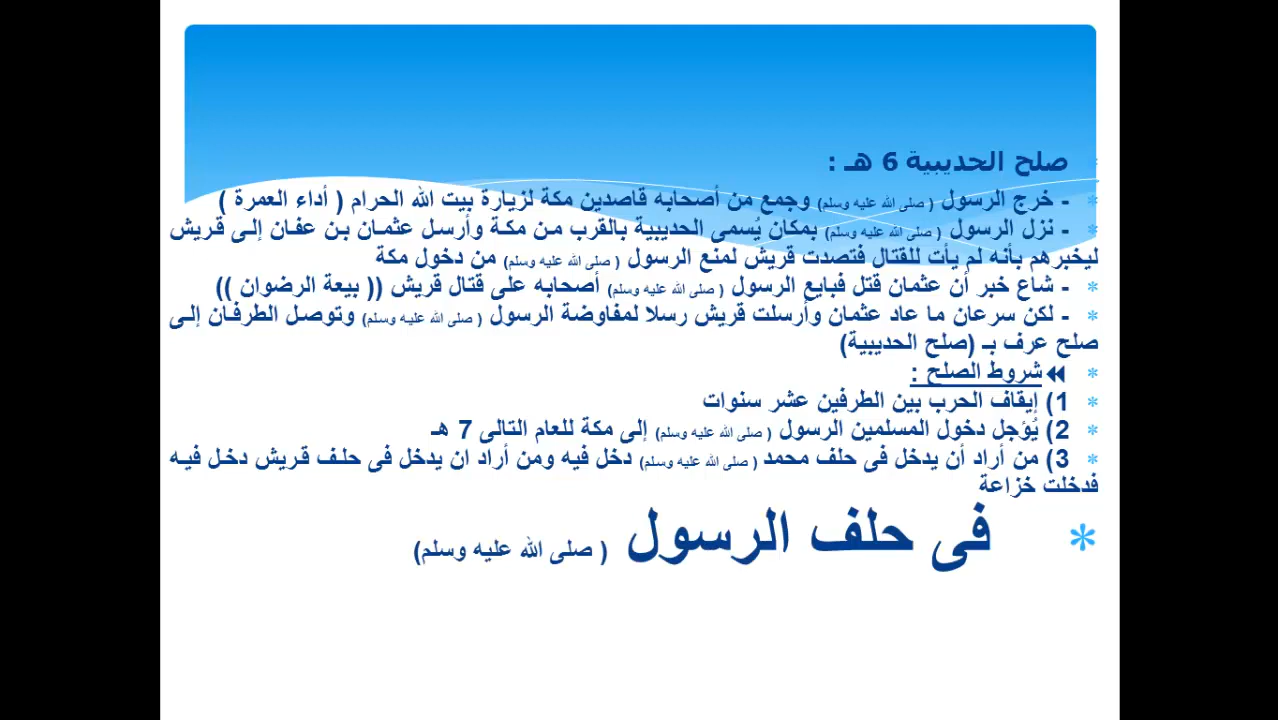 صلح الحديبية 6 هـ :
- خرج الرسول ( صلى الله عليه وسلم) وجمع من أصحابه قاصدين مكة لزيارة بيت الله الحرام ( أداء العمرة )
- نزل الرسول ( صلى الله عليه وسلم) بمكان يُسمى الحديبية بالقرب من مكة وأرسل عثمان بن عفان إلى قريش
ليخبرهم بأنه لم يأت للقتال فتصدت قريش لمنع الرسول ( صلى الله عليه وسلم) من دخول مكة
- شاع خبر أن عثمان قتل فبايع الرسول ( صلى الله عليه وسلم) أصحابه على قتال قريش (( بيعة الرضوان ))
- لكن سرعان ما عاد عثمان وأرسلت قريش رسلا لمفاوضة الرسول ( صلى الله عليه وسلم) وتوصل الطرفان إلى
صلح عرف بـ (صلح الحديبية)
شروط الصلح :
1) إيقاف الحرب بين الطرفين عشر سنوات
2) يُؤجل دخول المسلمين الرسول ( صلى الله عليه وسلم) إلى مكة للعام التالى 7 هـ
3) من أراد أن يدخل فى حلف محمد ( صلى الله عليه وسلم) دخل فيه ومن أراد ان يدخل فى حلف قريش دخل فيه
فدخلت خزاعة
فى حلف الرسول ( صلى الله عليه وسلم)